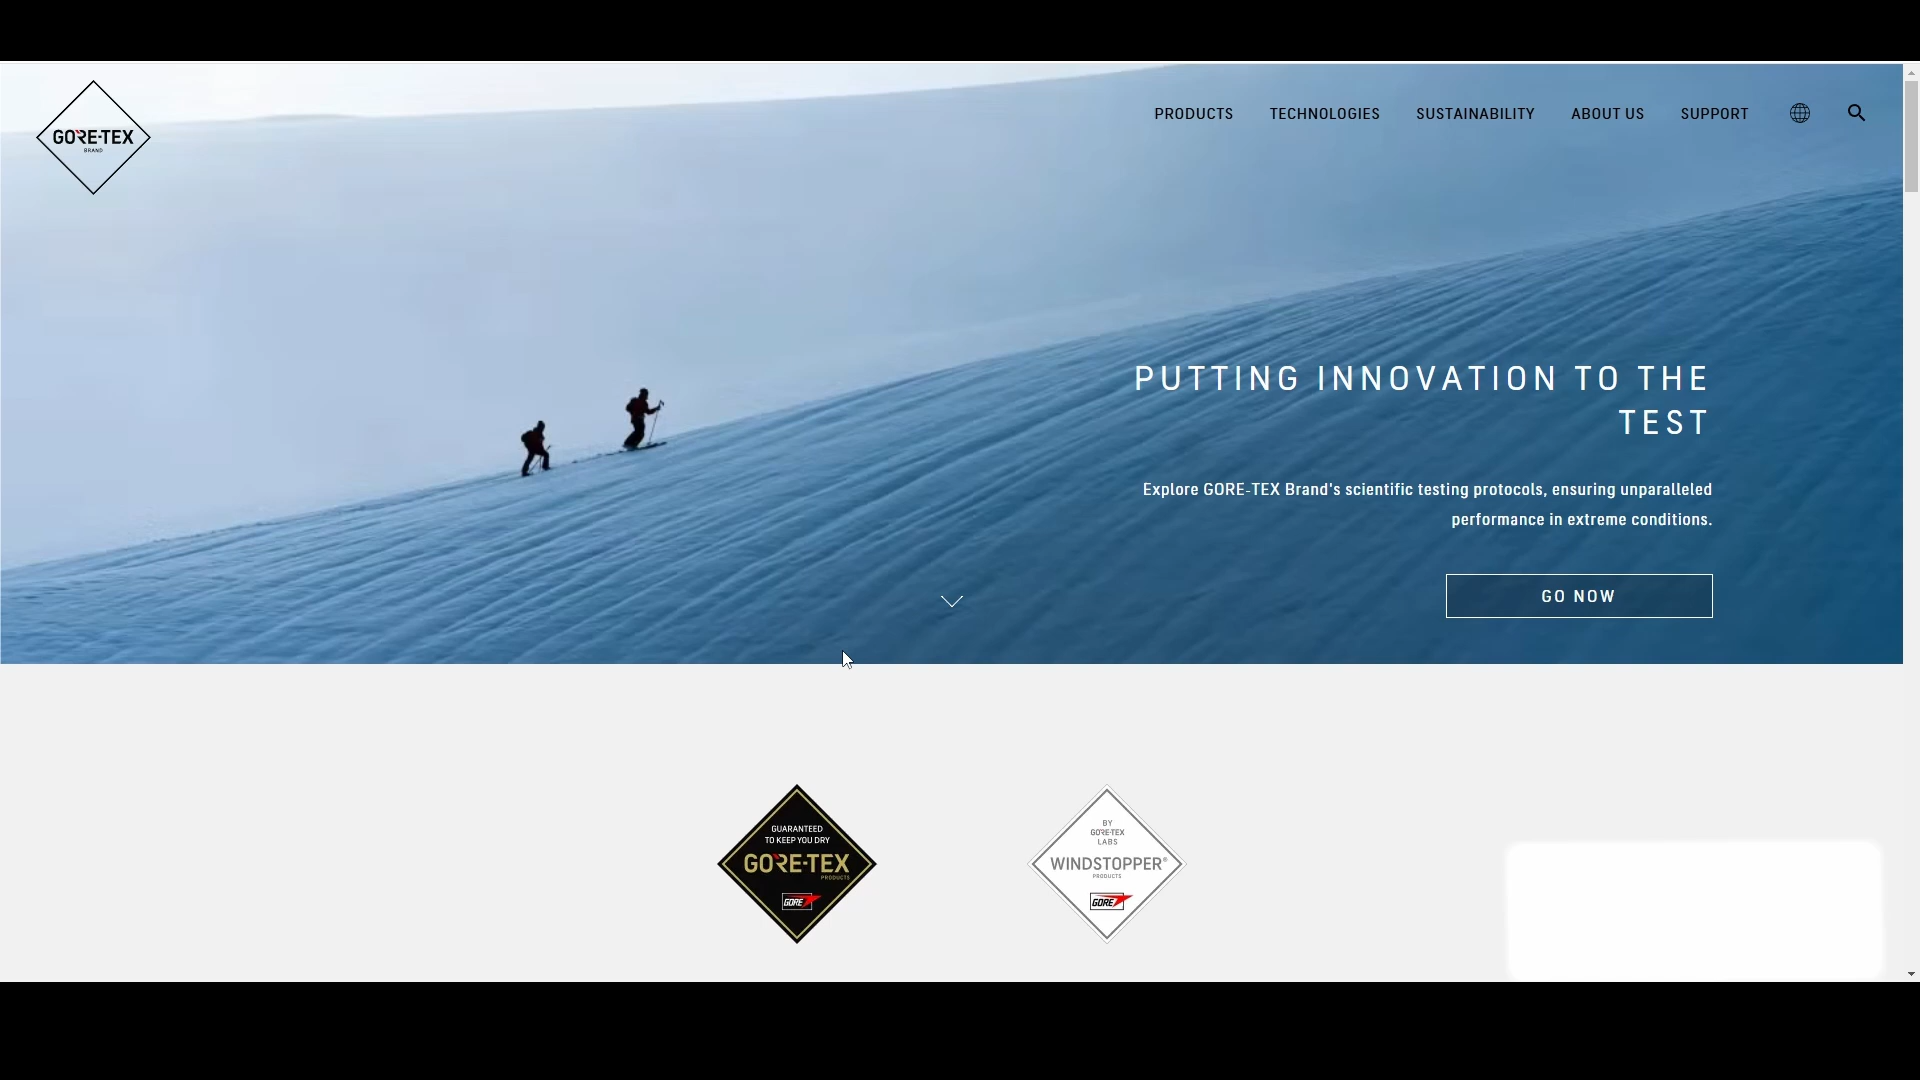 GORE-TEX
BRAND
PRODUCTS TECHNOLOGIES SUSTAINABILITY ABOUT US SUPPORT
PUTTING INNOVATION TO THE
TEST
Explore GORE-TEX Brand's scientific testing protocols, ensuring unparalleled
performance in extreme conditions.
GO NOW
GUARANTEED
TO KEEP YOU DRY
GORE-TEX
PRODUCTS
GORE
BY
GORE-TEX
LABS
WINDSTOPPER®
PRODUCTS
GORE